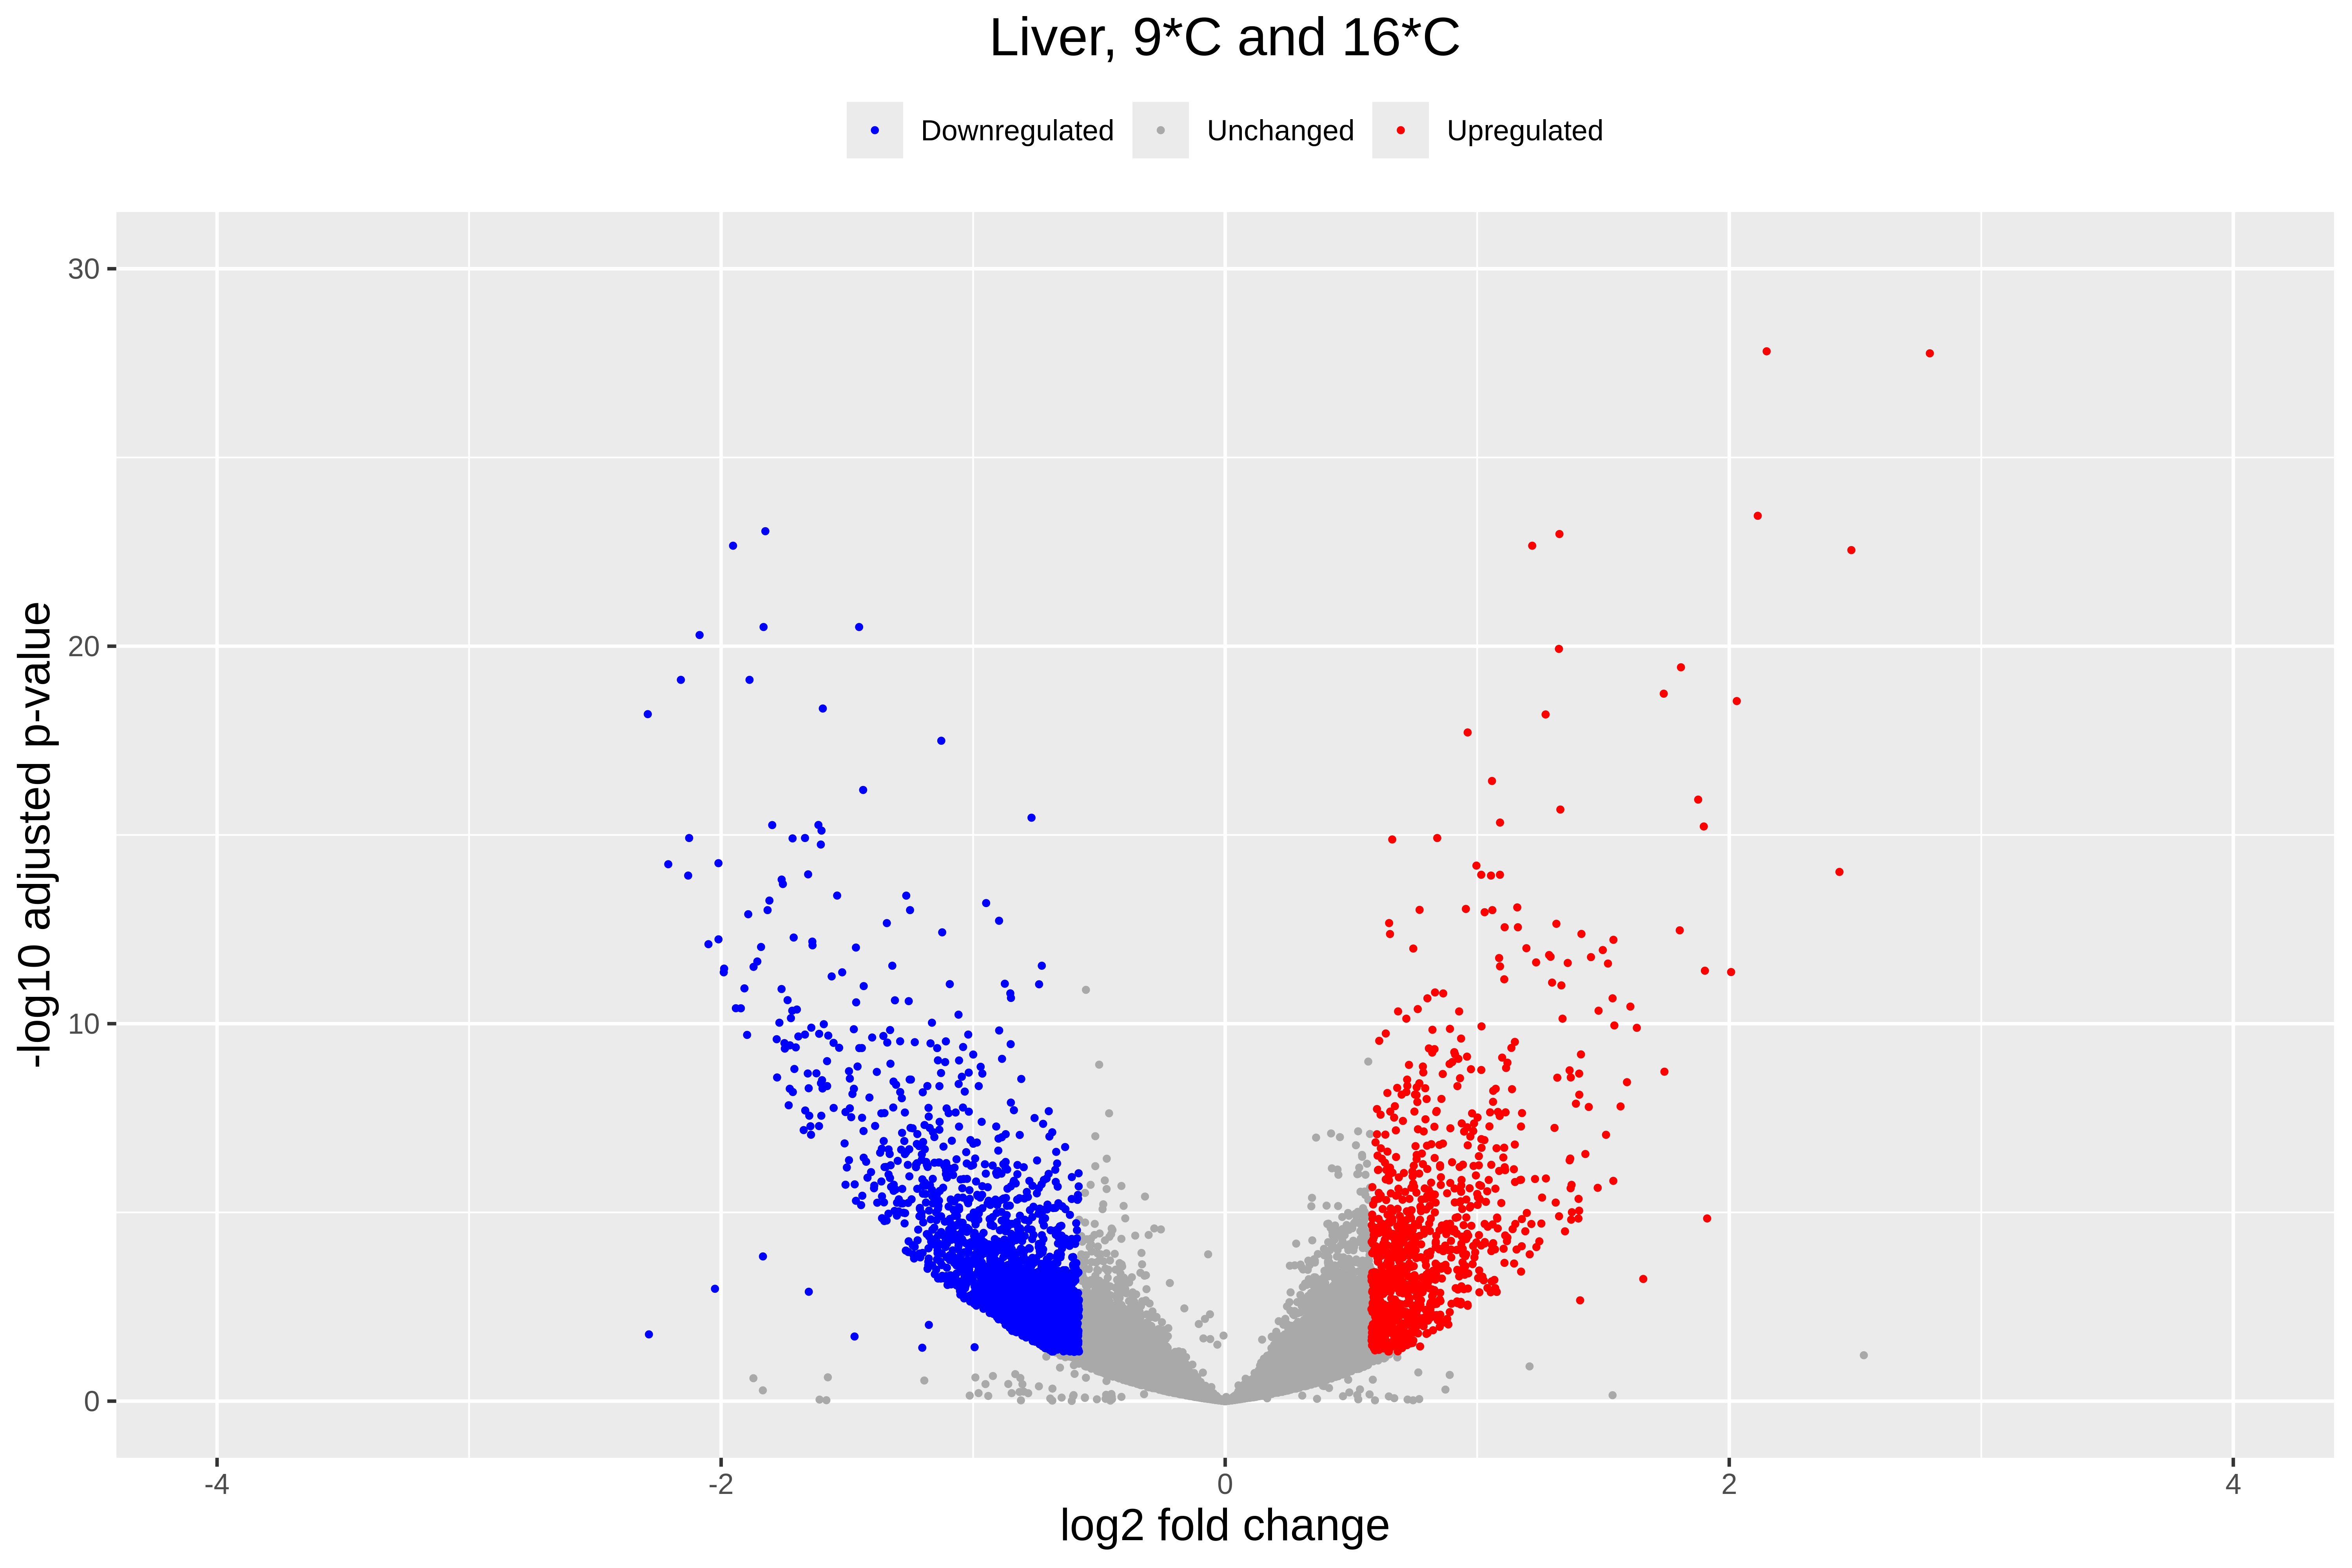 Liver, 9*C and 16*C
Downregulated Unchanged Upregulated
30
20
10
0
-log10 adjusted p-value
-4 -2 0 2 4
log2 fold change